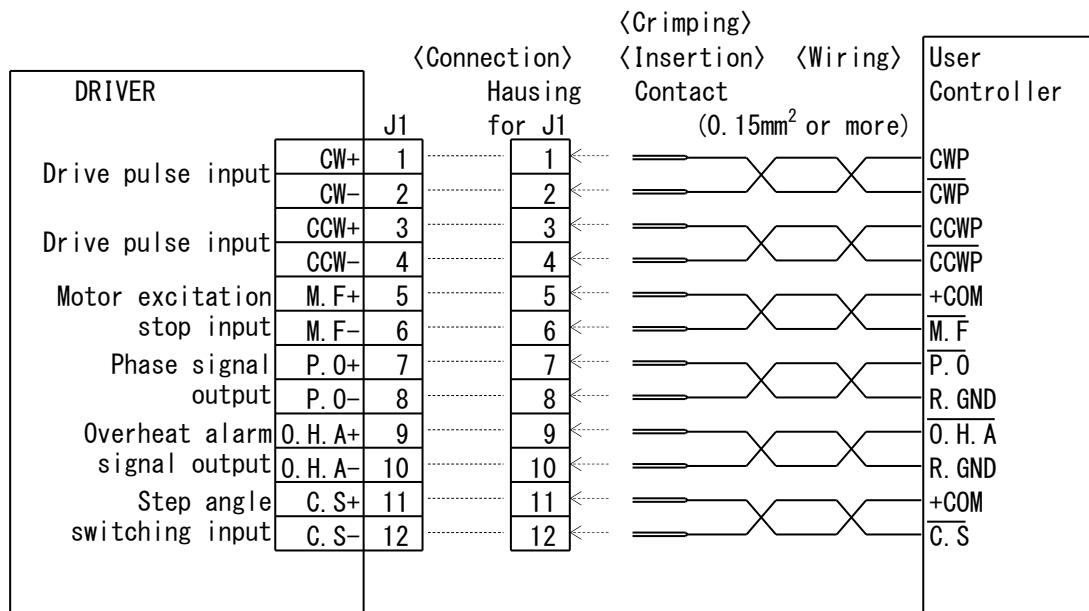 〈Crimping〉
〈Connection〉 〈Insertion〉 〈Wiring〉 User
DRIVER Hausing Contact Controller
J1 for J1 (0.15mm² or more)
Drive pulse input CW+ 1 1 CWP
CW− 2 2 C̅W̅P̅
Drive pulse input CCW+ 3 3 CCWP
CCW− 4 4 C̅C̅W̅P̅
Motor excitation M.F+ 5 5 +COM
stop input M.F− 6 6 M̅.̅F̅
Phase signal P.O+ 7 7 P̅.̅O̅
output P.O− 8 8 R.GND
Overheat alarm O.H.A+ 9 9 O̅.̅H̅.̅A̅
signal output O.H.A− 10 10 R.GND
Step angle C.S+ 11 11 +COM
switching input C.S− 12 12 C̅.̅S̅